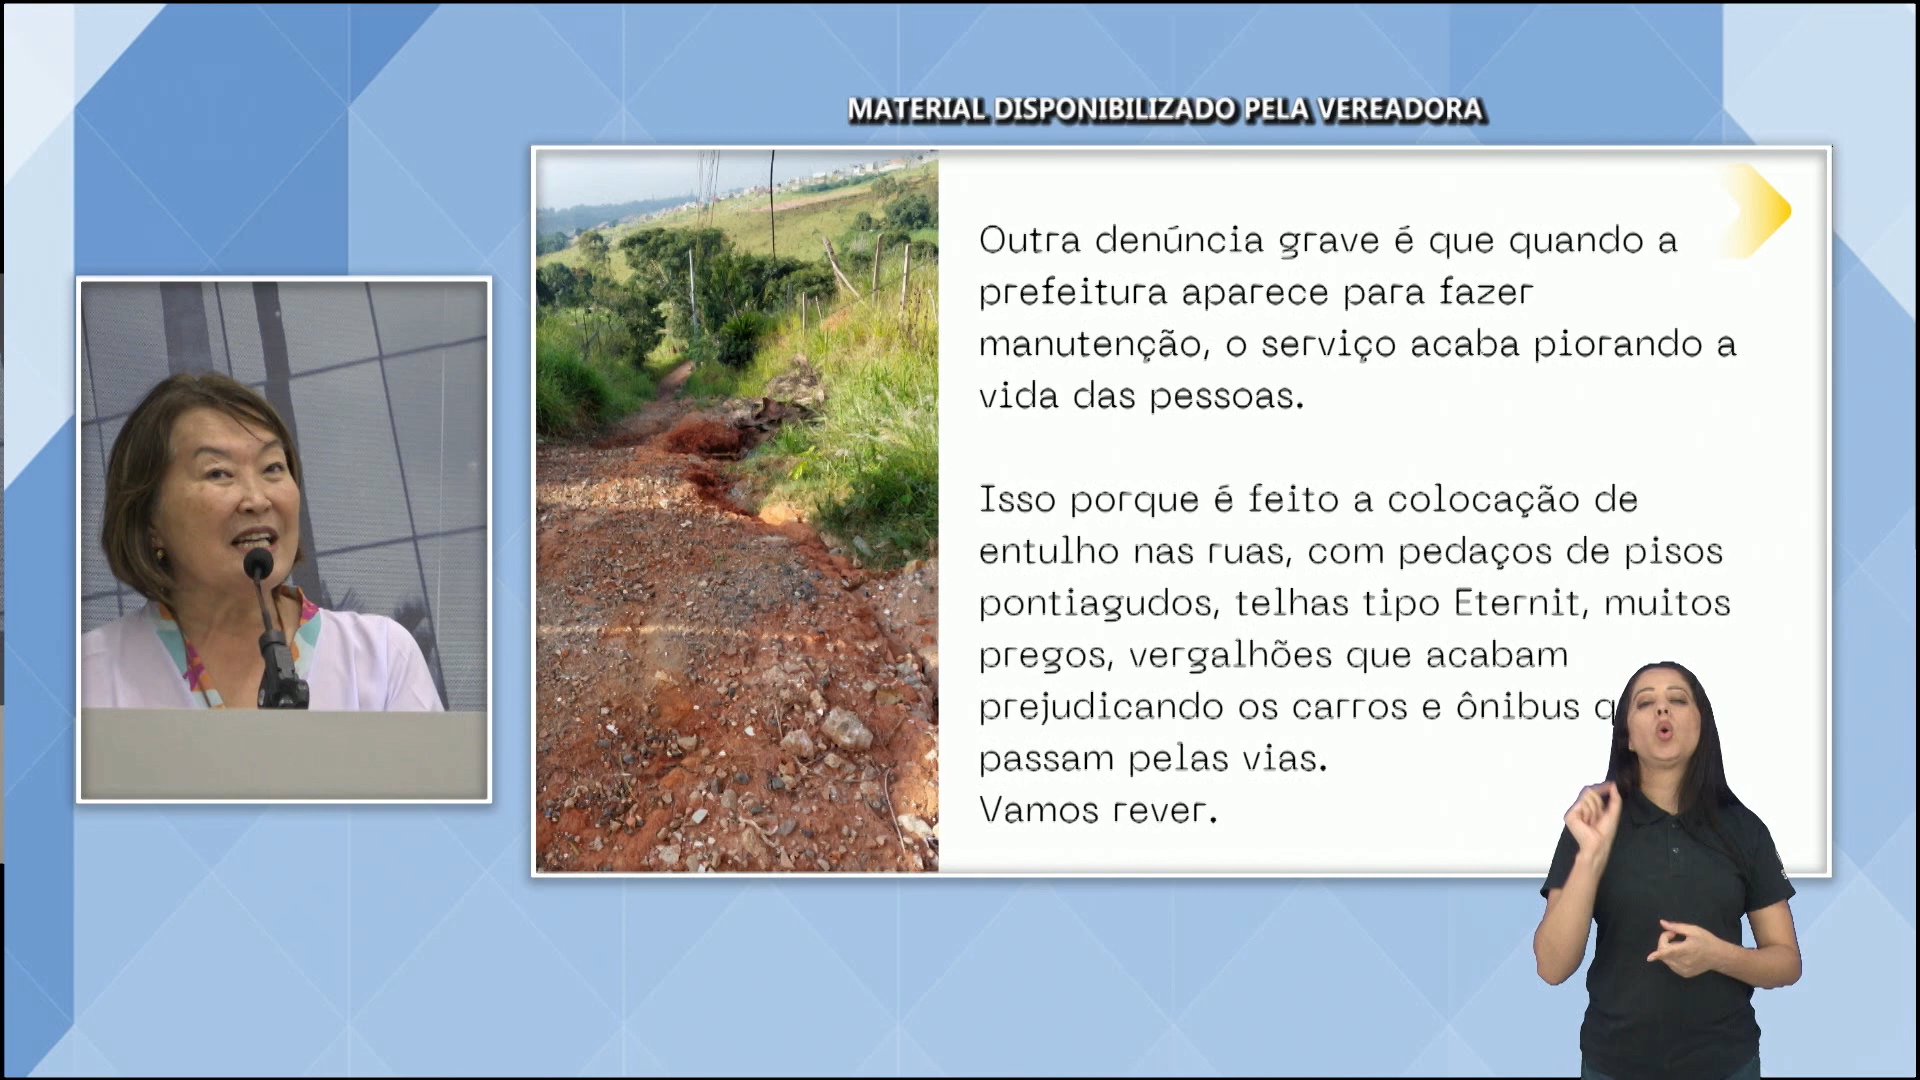 MATERIAL DISPONIBILIZADO PELA VEREADORA
Outra denúncia grave é que quando a
prefeitura aparece para fazer
manutenção, o serviço acaba piorando a
vida das pessoas.
Isso porque é feito a colocação de
entulho nas ruas, com pedaços de pisos
pontiagudos, telhas tipo Eternit, muitos
pregos, vergalhões que acabam
prejudicando os carros e ônibus
passam pelas vias.
Vamos rever.